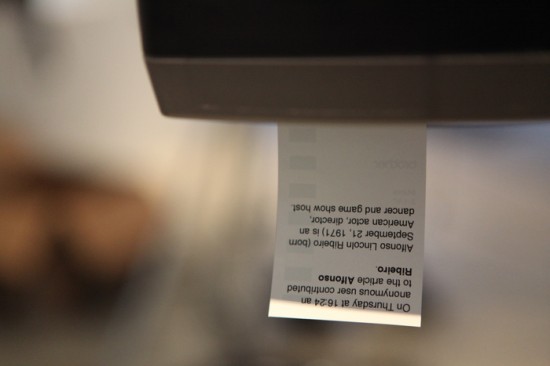 On Thursday at 16:24 an
anonymous user contributed
to the article Alfonso
Ribeiro.
Alfonso Lincoln Ribeiro (born
September, 21, 1971) is an
American actor, director,
dancer and game show host.